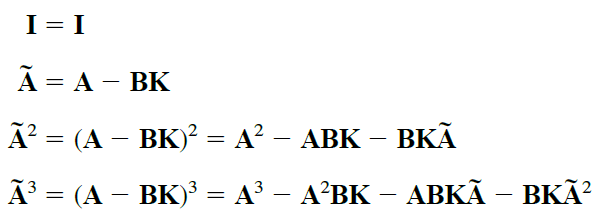 I = I
Ã = A − BK
Ã² = (A − BK)² = A² − ABK − BKÃ
Ã³ = (A − BK)³ = A³ − A²BK − ABKÃ − BKÃ²